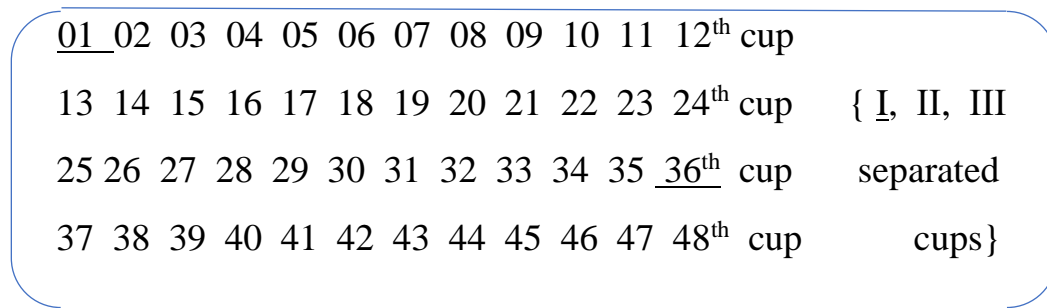 01 02 03 04 05 06 07 08 09 10 11 12th cup
13 14 15 16 17 18 19 20 21 22 23 24th cup { I, II, III
25 26 27 28 29 30 31 32 33 34 35 36th cup separated
37 38 39 40 41 42 43 44 45 46 47 48th cup cups}